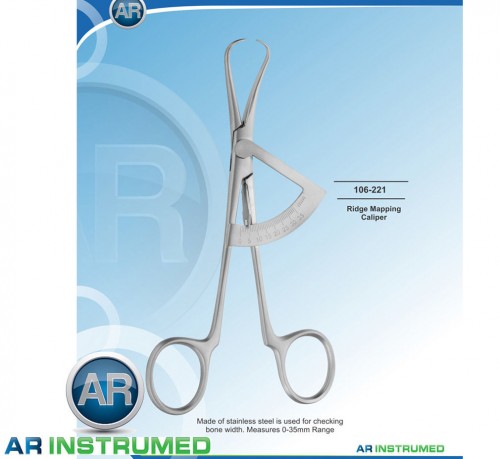 AR
AR
106-221
Ridge Mapping
Caliper
AR
Made of stainless steel is used for checking
bone width. Measures 0-35mm Range
AR INSTRUMED
AR INSTRUMED